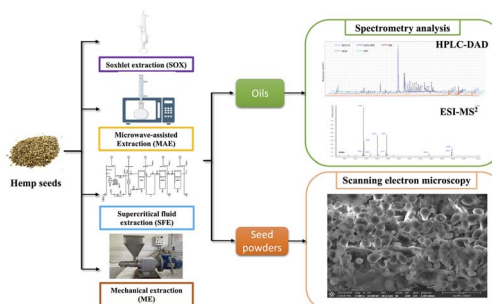 Hemp seeds
Soxhlet extraction (SOX)
Microwave-assisted
Extraction (MAE)
Supercritical fluid
extraction (SFE)
Mechanical extraction
(ME)
Oils
Seed
powders
Spectrometry analysis
HPLC-DAD
ESI-MS2
Scanning electron microscopy